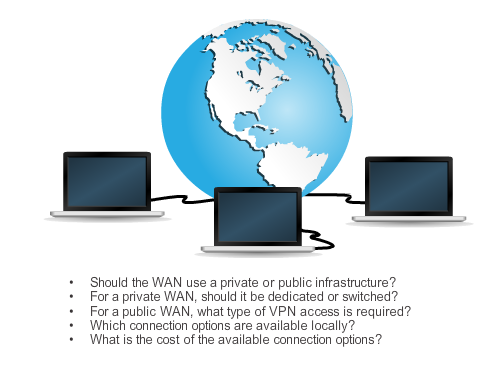 • Should the WAN use a private or public infrastructure?
• For a private WAN, should it be dedicated or switched?
• For a public WAN, what type of VPN access is required?
• Which connection options are available locally?
• What is the cost of the available connection options?